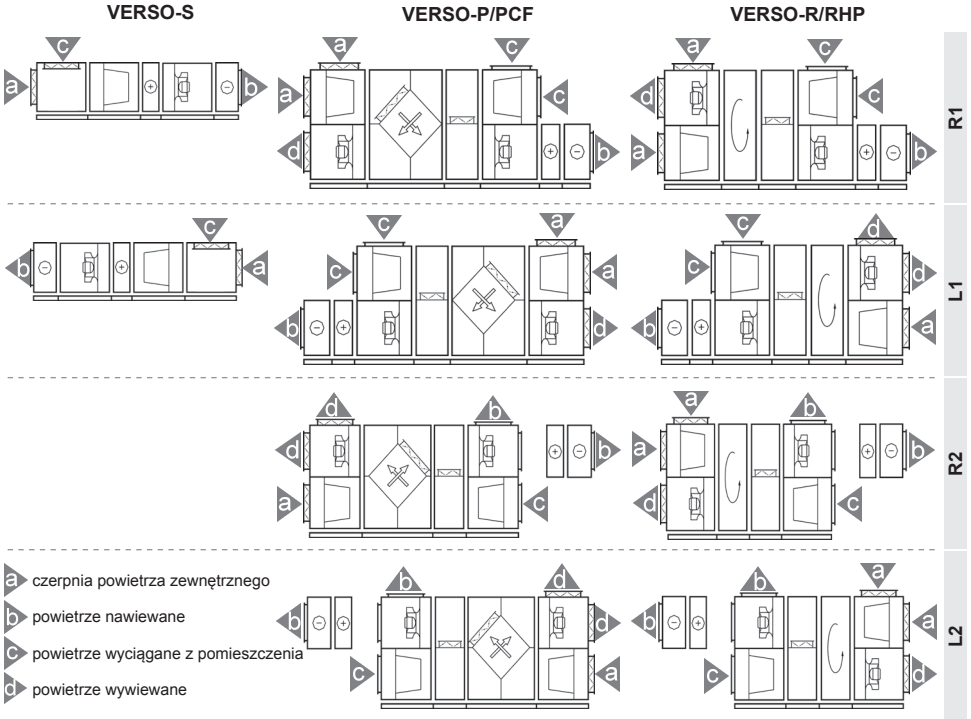 VERSO-S VERSO-P/PCF VERSO-R/RHP
c a c a c
a b a c d c
d b a b
R1
c a c a d
b a c a c d
b d b a
L1
d b a b
d b a b
a c d c
R2
b d b a
b d b a
c a c d
L2
a czerpnia powietrza zewnętrznego
b powietrze nawiewane
c powietrze wyciągane z pomieszczenia
d powietrze wywiewane